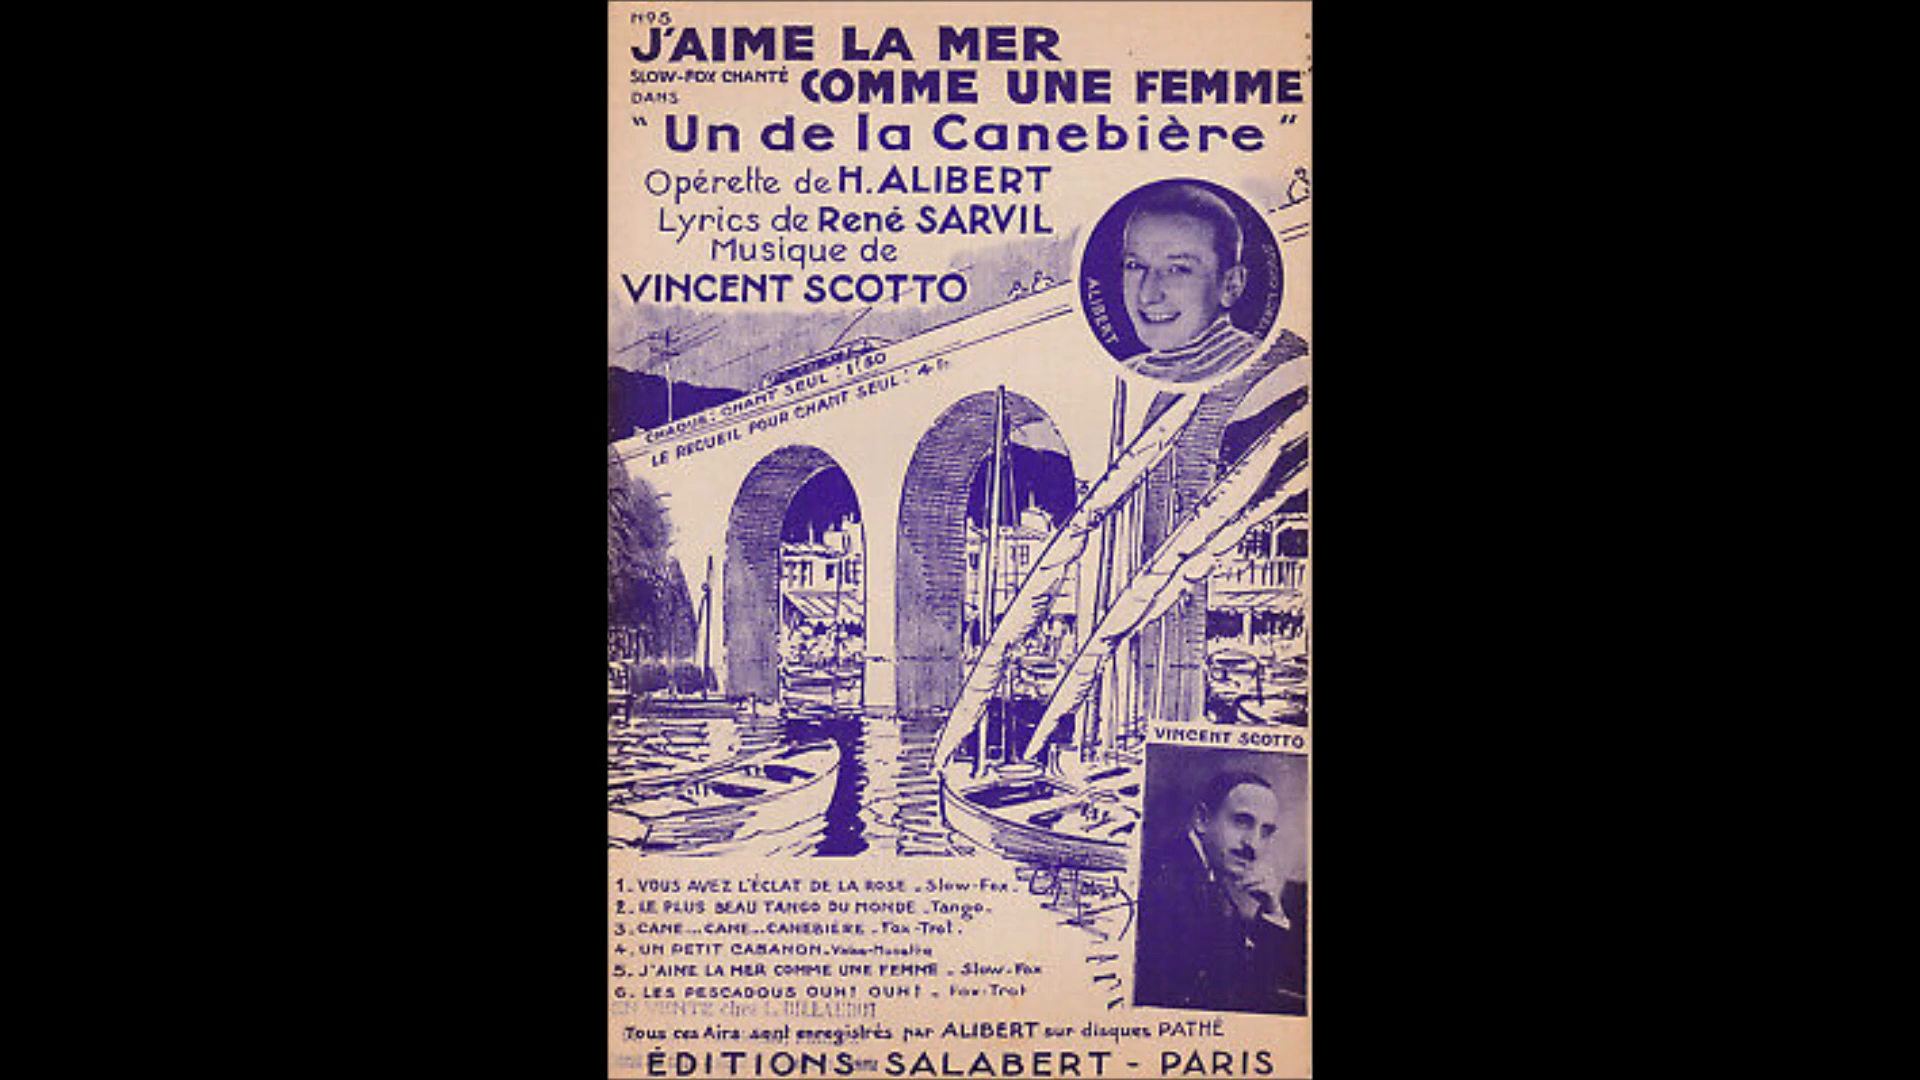 Nº5
J'AIME LA MER
SLOW-FOX CHANTÉ
DANS
COMME UNE FEMME
"Un de la Canebière"
Opérette de H. ALIBERT
Lyrics de René SARVIL
Musique de
VINCENT SCOTTO
ALIBERT
CHAQUE CHANT SEUL : 1f50
LE RECUEIL POUR CHANT SEUL : 4f.
VINCENT SCOTTO
1. VOUS AVEZ L'ÉCLAT DE LA ROSE - Slow-Fox.
2. LE PLUS BEAU TANGO DU MONDE - Tango.
3. CANE...CANE...CANEBIÈRE - Fox-Trot.
4. UN PETIT CABANON - Valse-Musette
5. J'AIME LA MER COMME UNE FEMME - Slow-Fox
6. LES PESCADOUS OUH! OUH! - Fox-Trot
EN VENTE chez L.
Tous ces Airs sont enregistrés par ALIBERT sur disques PATHÉ
ÉDITIONS SALABERT - PARIS